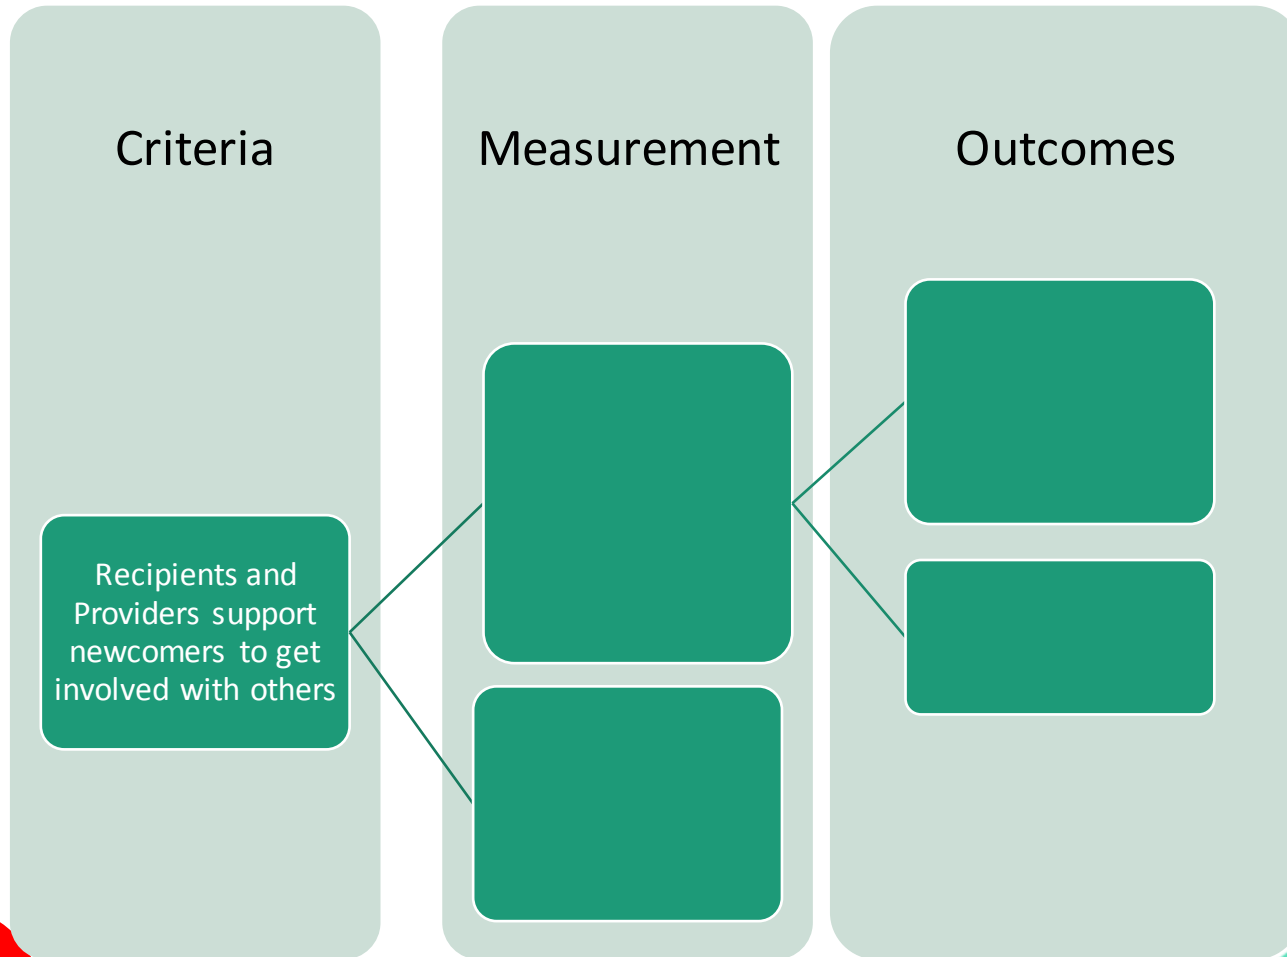 Criteria
Measurement
Outcomes
Recipients and
Providers support
newcomers to get
involved with others